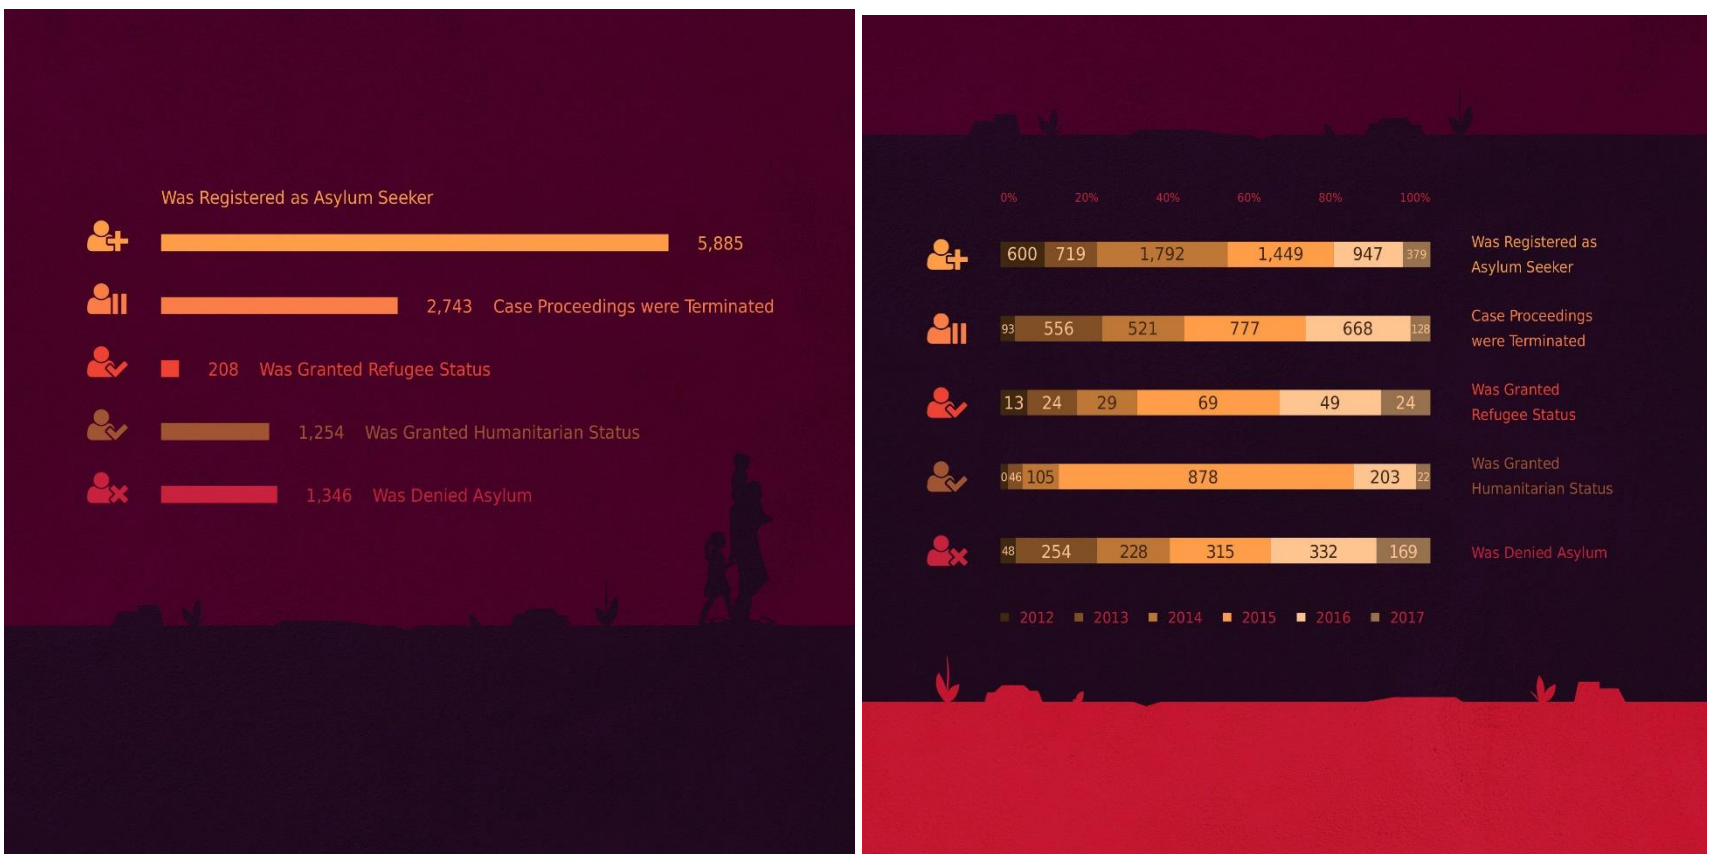 Was Registered as Asylum Seeker
5,885
2,743 Case Proceedings were Terminated
208 Was Granted Refugee Status
1,254 Was Granted Humanitarian Status
1,346 Was Denied Asylum
0% 20% 40% 60% 80% 100%
600 719 1,792 1,449 947 379
Was Registered as
Asylum Seeker
93 556 521 777 668 128
Case Proceedings
were Terminated
13 24 29 69 49 24
Was Granted
Refugee Status
0 46 105 878 203 22
Was Granted
Humanitarian Status
48 254 228 315 332 169
Was Denied Asylum
2012 2013 2014 2015 2016 2017